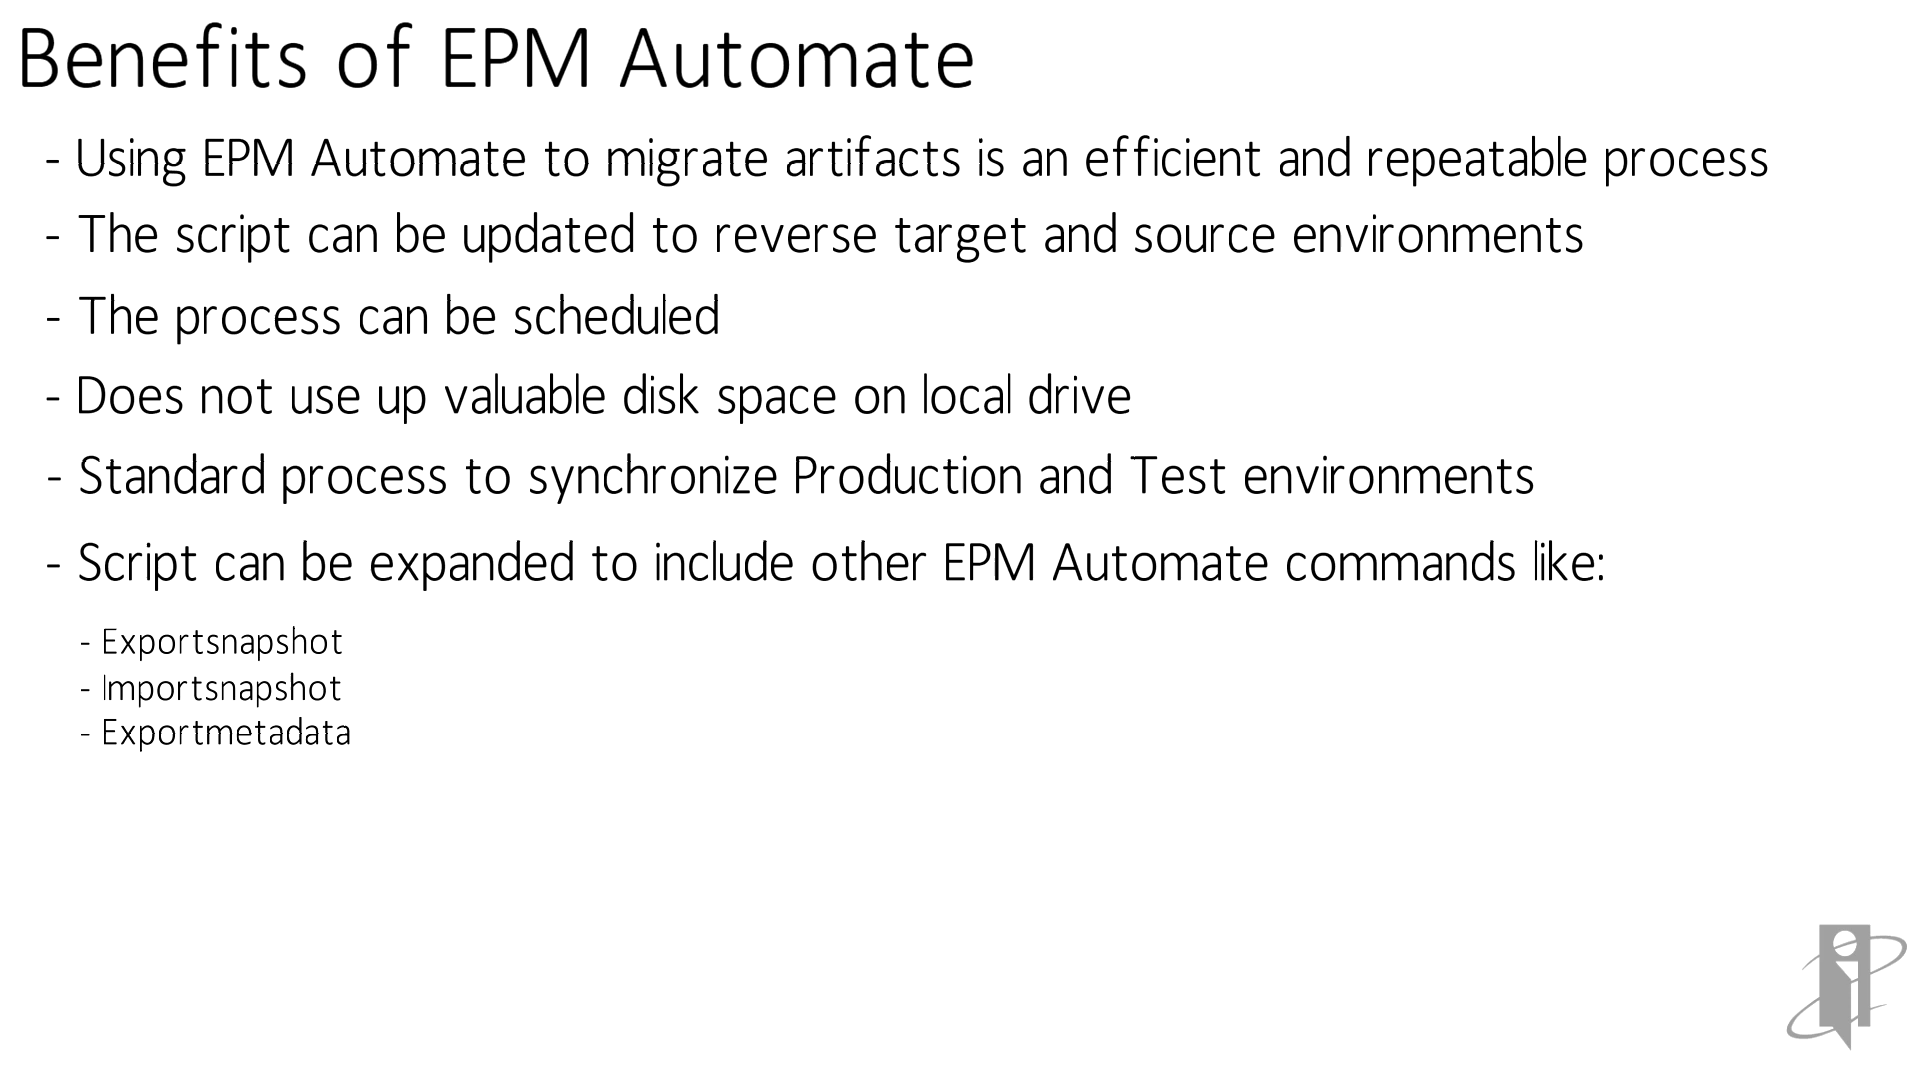 Benefits of EPM Automate
- Using EPM Automate to migrate artifacts is an efficient and repeatable process
- The script can be updated to reverse target and source environments
- The process can be scheduled
- Does not use up valuable disk space on local drive
- Standard process to synchronize Production and Test environments
- Script can be expanded to include other EPM Automate commands like:
- Exportsnapshot
- Importsnapshot
- Exportmetadata